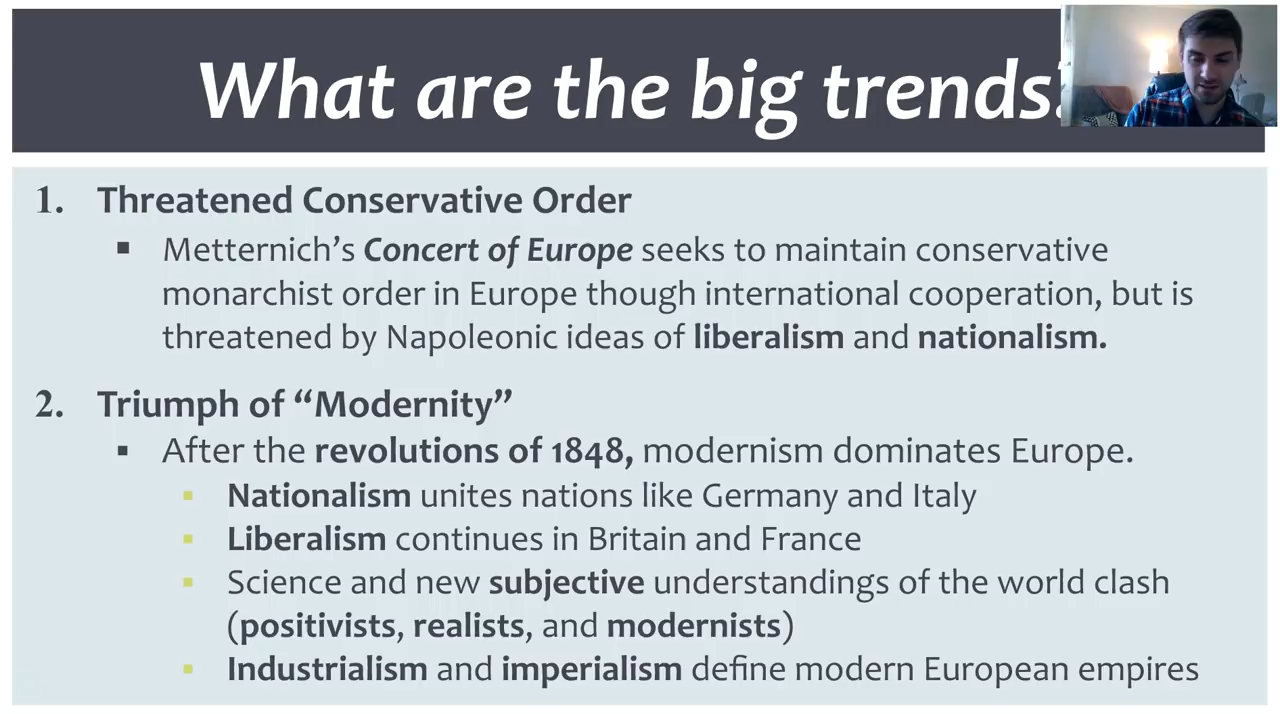 What are the big trends?
1. Threatened Conservative Order
▪ Metternich’s Concert of Europe seeks to maintain conservative
monarchist order in Europe though international cooperation, but is
threatened by Napoleonic ideas of liberalism and nationalism.
2. Triumph of “Modernity”
▪ After the revolutions of 1848, modernism dominates Europe.
▪ Nationalism unites nations like Germany and Italy
▪ Liberalism continues in Britain and France
▪ Science and new subjective understandings of the world clash
(positivists, realists, and modernists)
▪ Industrialism and imperialism define modern European empires